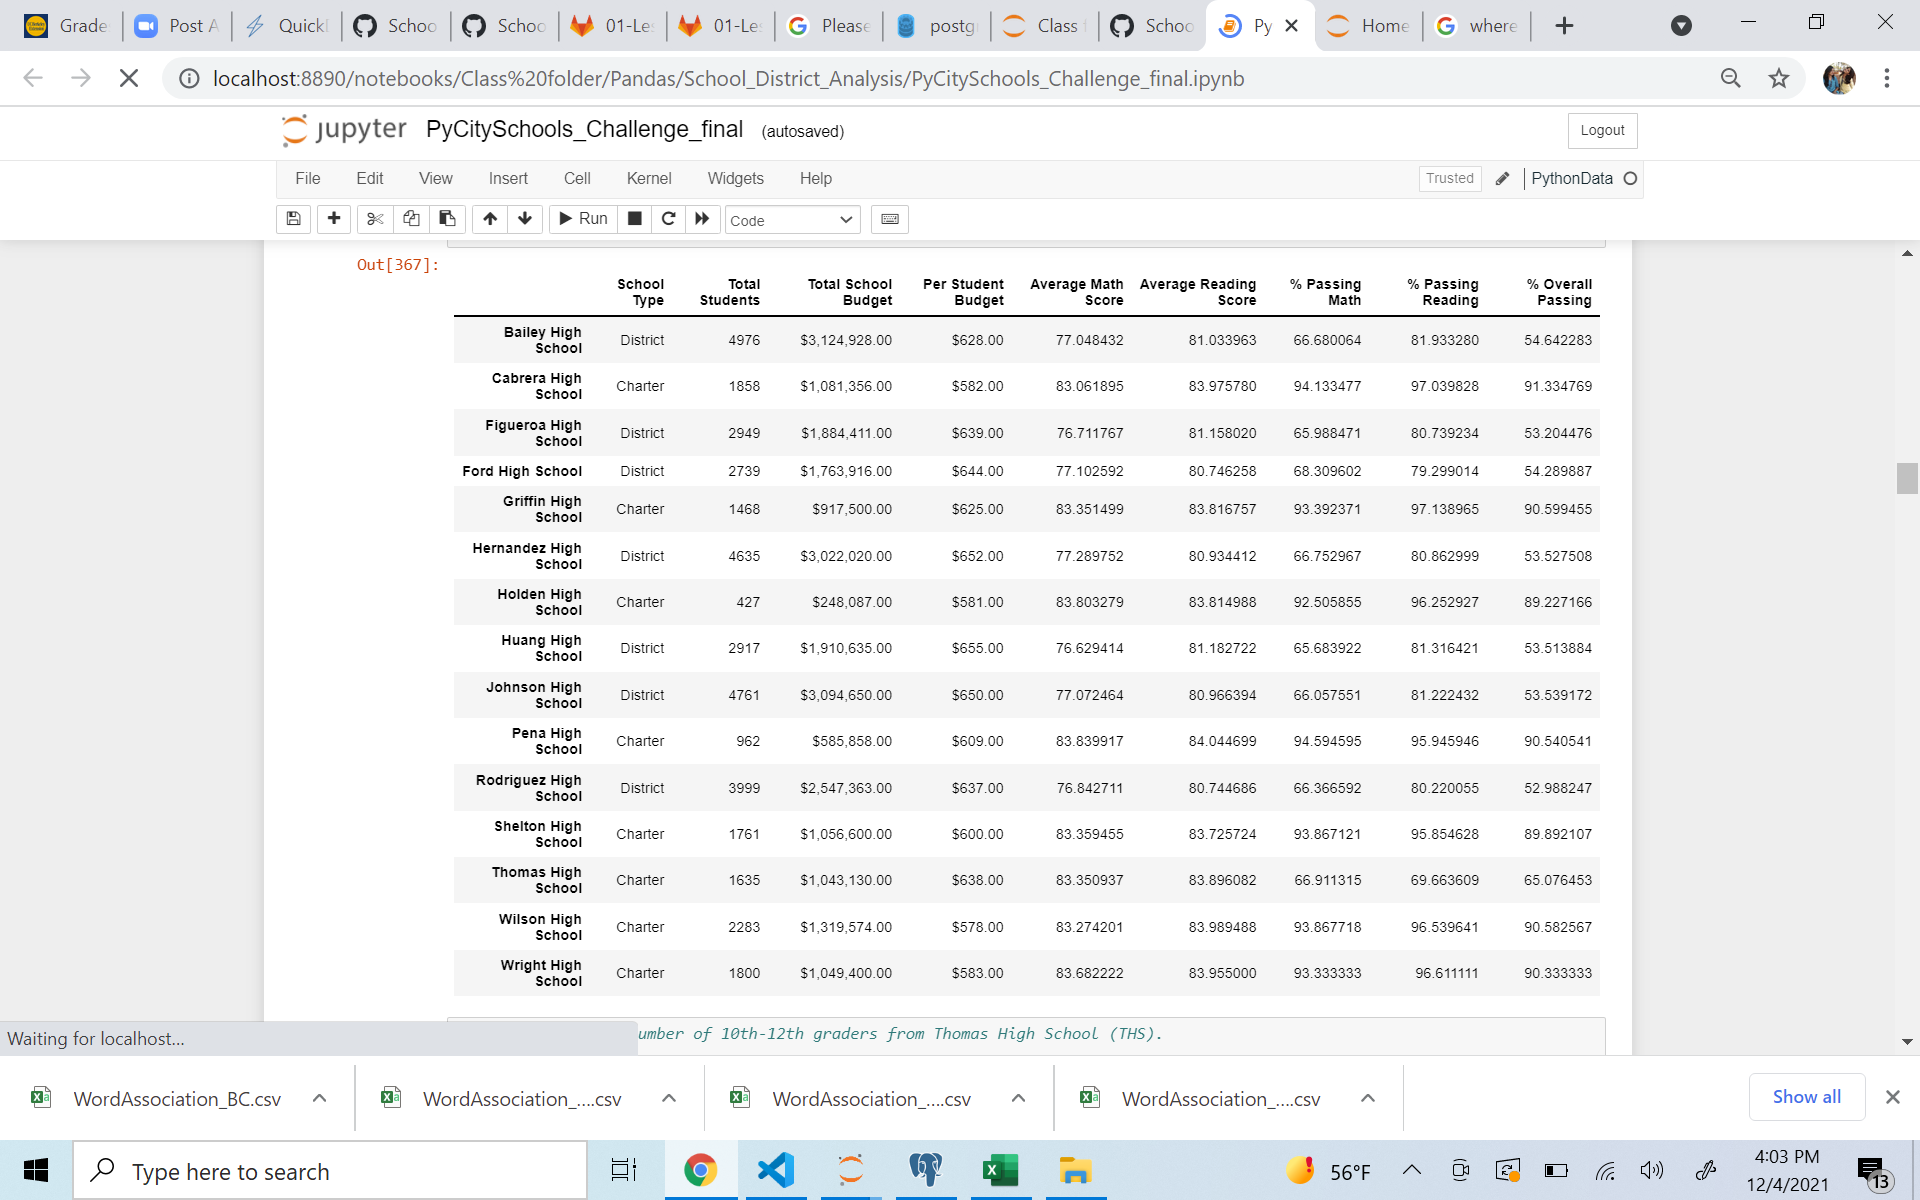 Grade
Post A
Quick
Schoo
Schoo
01-Les
01-Les
Please
postg
Class f
Schoo
Py
Home
where
localhost:8890/notebooks/Class%20folder/Pandas/School_District_Analysis/PyCitySchools_Challenge_final.ipynb
jupyter PyCitySchools_Challenge_final (autosaved) Logout
File Edit View Insert Cell Kernel Widgets Help Trusted PythonData
Run Code
Out[367]:
School Type Total Students Total School Budget Per Student Budget Average Math Score Average Reading Score % Passing Math % Passing Reading % Overall Passing
Bailey High School District 4976 $3,124,928.00 $628.00 77.048432 81.033963 66.680064 81.933280 54.642283
Cabrera High School Charter 1858 $1,081,356.00 $582.00 83.061895 83.975780 94.133477 97.039828 91.334769
Figueroa High School District 2949 $1,884,411.00 $639.00 76.711767 81.158020 65.988471 80.739234 53.204476
Ford High School District 2739 $1,763,916.00 $644.00 77.102592 80.746258 68.309602 79.299014 54.289887
Griffin High School Charter 1468 $917,500.00 $625.00 83.351499 83.816757 93.392371 97.138965 90.599455
Hernandez High School District 4635 $3,022,020.00 $652.00 77.289752 80.934412 66.752967 80.862999 53.527508
Holden High School Charter 427 $248,087.00 $581.00 83.803279 83.814988 92.505855 96.252927 89.227166
Huang High School District 2917 $1,910,635.00 $655.00 76.629414 81.182722 65.683922 81.316421 53.513884
Johnson High School District 4761 $3,094,650.00 $650.00 77.072464 80.966394 66.057551 81.222432 53.539172
Pena High School Charter 962 $585,858.00 $609.00 83.839917 84.044699 94.594595 95.945946 90.540541
Rodriguez High School District 3999 $2,547,363.00 $637.00 76.842711 80.744686 66.366592 80.220055 52.988247
Shelton High School Charter 1761 $1,056,600.00 $600.00 83.359455 83.725724 93.867121 95.854628 89.892107
Thomas High School Charter 1635 $1,043,130.00 $638.00 83.350937 83.896082 66.911315 69.663609 65.076453
Wilson High School Charter 2283 $1,319,574.00 $578.00 83.274201 83.989488 93.867718 96.539641 90.582567
Wright High School Charter 1800 $1,049,400.00 $583.00 83.682222 83.955000 93.333333 96.611111 90.333333
umber of 10th-12th graders from Thomas High School (THS).
Waiting for localhost...
WordAssociation_BC.csv WordAssociation_....csv WordAssociation_....csv WordAssociation_....csv Show all
Type here to search 56°F 4:03 PM
12/4/2021 13